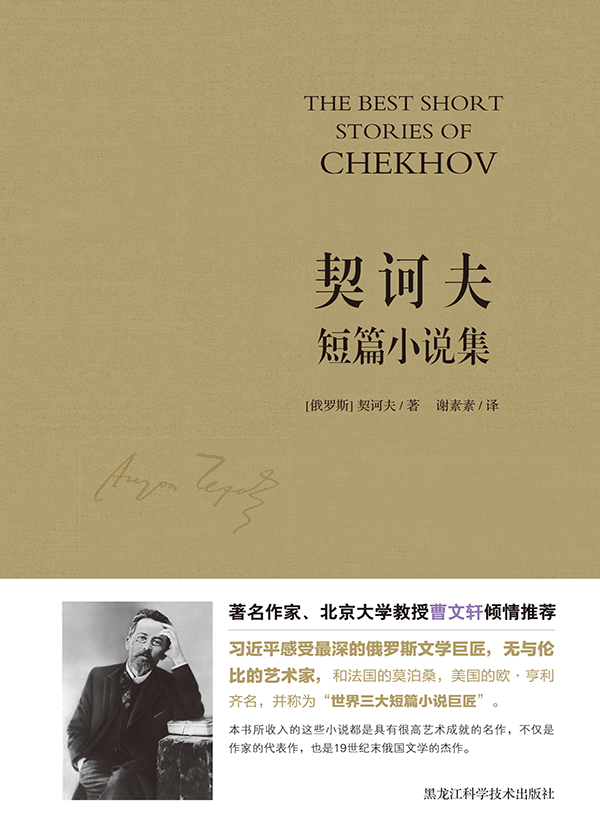 THE BEST SHORT
STORIES OF
CHEKHOV
契诃夫
短篇小说集
[俄罗斯] 契诃夫 / 著 谢素素 / 译
著名作家、北京大学教授曹文轩倾情推荐
习近平感受最深的俄罗斯文学巨匠，无与伦
比的艺术家，和法国的莫泊桑，美国的欧·亨利
齐名，并称为“世界三大短篇小说巨匠”。
本书所收入的这些小说都是具有很高艺术成就的名作，不仅是
作家的代表作，也是19世纪末俄国文学的杰作。
黑龙江科学技术出版社